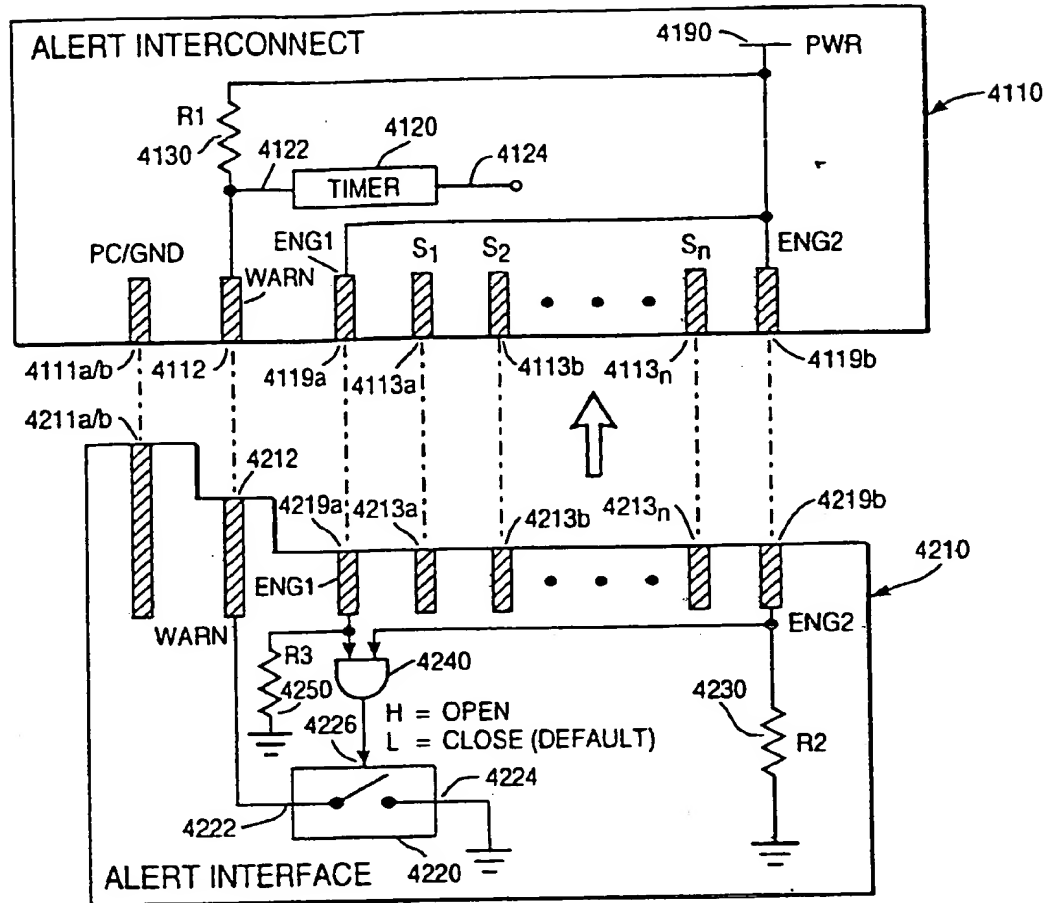 ALERT INTERCONNECT
4190
PWR
4110
R1
4130
4122
4120
4124
TIMER
PC/GND
WARN
ENG1
S1
S2
Sn
ENG2
4111a/b
4112
4119a
4113a
4113b
4113n
4119b
4211a/b
4212
4219a
4213a
4213b
4213n
4219b
4210
ENG1
WARN
ENG2
R3
4250
4240
4230
R2
H = OPEN
L = CLOSE (DEFAULT)
4226
4224
4222
4220
ALERT INTERFACE